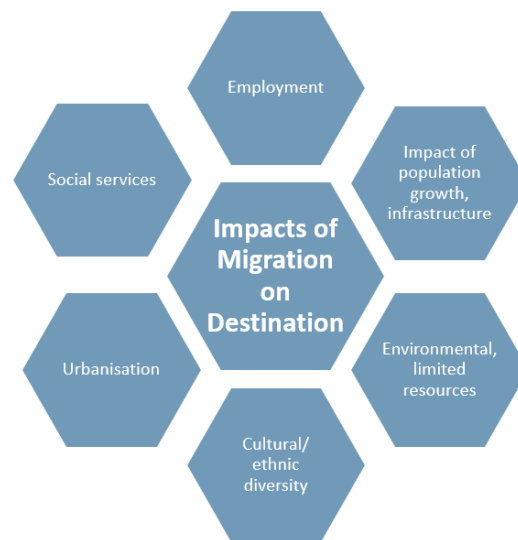 Employment
Social services
Impact of
population
growth,
infrastructure
Impacts of
Migration
on
Destination
Urbanisation
Environmental,
limited
resources
Cultural/
ethnic
diversity